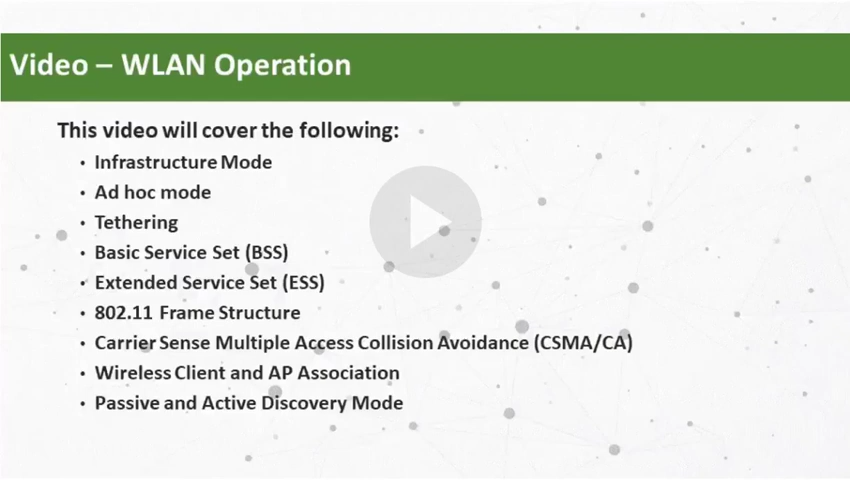 Video – WLAN Operation
This video will cover the following:
• Infrastructure Mode
• Ad hoc mode
• Tethering
• Basic Service Set (BSS)
• Extended Service Set (ESS)
• 802.11 Frame Structure
• Carrier Sense Multiple Access Collision Avoidance (CSMA/CA)
• Wireless Client and AP Association
• Passive and Active Discovery Mode